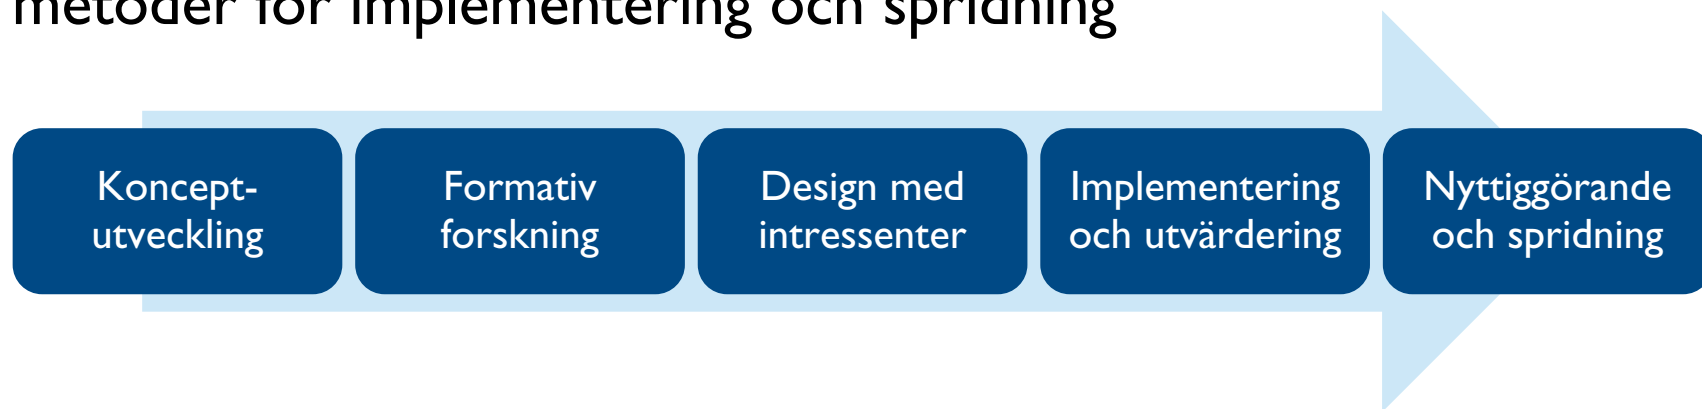 metoder för implementering och spridning
Koncept-
utveckling
Formativ
forskning
Design med
intressenter
Implementering
och utvärdering
Nyttiggörande
och spridning